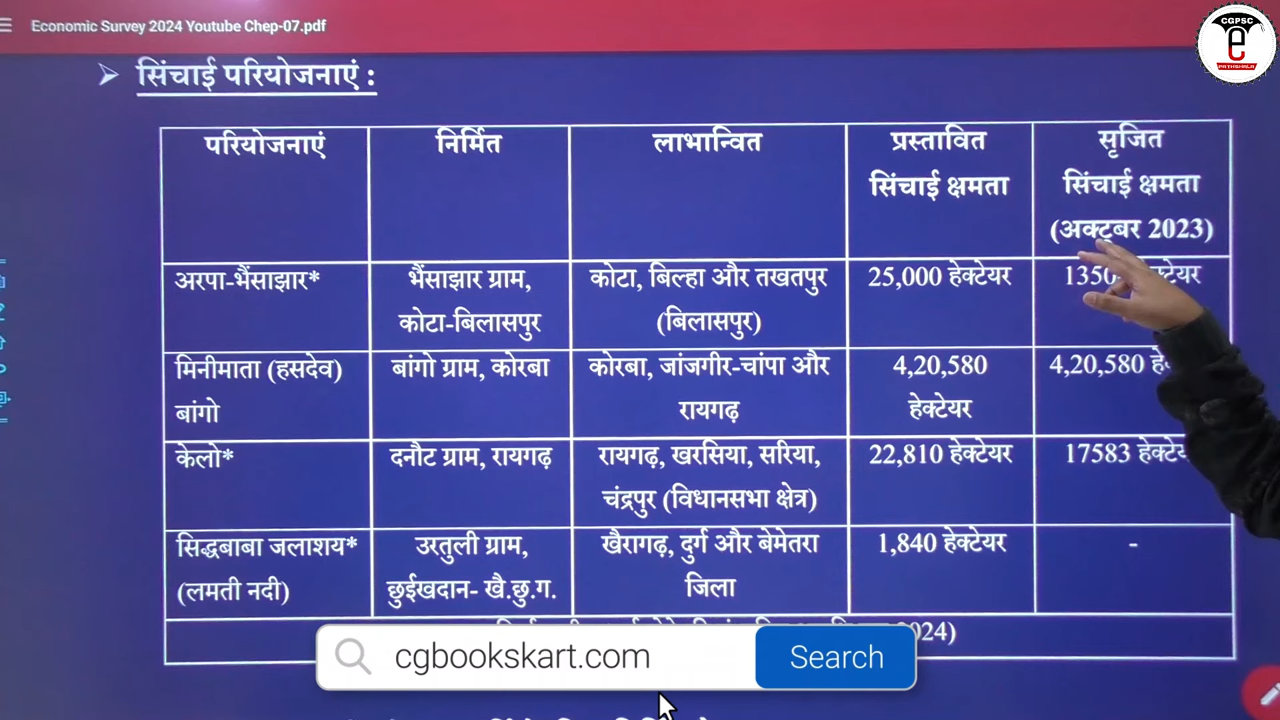 Economic Survey 2024 Youtube Chep-07.pdf
CGPSC
e
PATHSHALA
➤ सिंचाई परियोजनाएं :
परियोजनाएं निर्मित लाभान्वित प्रस्तावित सिंचाई क्षमता सृजित सिंचाई क्षमता (अक्टूबर 2023)
अरपा-भैंसाझार* भैंसाझार ग्राम, कोटा, बिल्हा और तखतपुर 25,000 हेक्टेयर
कोटा-बिलासपुर (बिलासपुर)
मिनीमाता (हसदेव) बांगो ग्राम, कोरबा कोरबा, जांजगीर-चांपा और 4,20,580 4,20,580
बांगो रायगढ़ हेक्टेयर
केलो* दनौट ग्राम, रायगढ़ रायगढ़, खरसिया, सरिया, 22,810 हेक्टेयर 17583
चंद्रपुर (विधानसभा क्षेत्र)
सिद्धबाबा जलाशय* उरतुली ग्राम, खैरागढ़, दुर्ग और बेमेतरा 1,840 हेक्टेयर -
(लमती नदी) छुईखदान- खै.छु.ग. जिला
2024)
cgbookskart.com Search